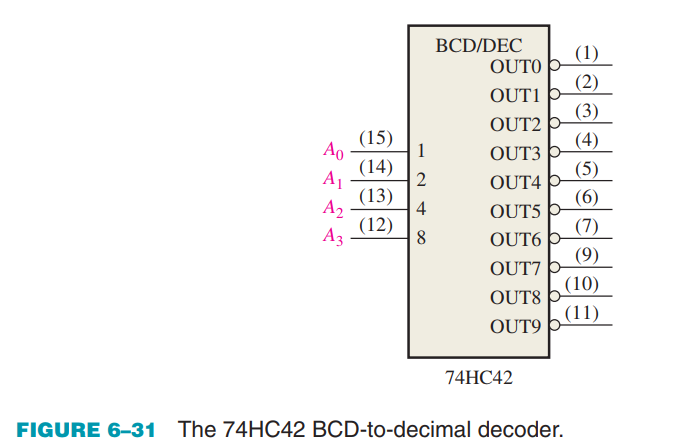 BCD/DEC
OUT0 (1)
OUT1 (2)
OUT2 (3)
A0 (15) 1 OUT3 (4)
A1 (14) 2 OUT4 (5)
A2 (13) 4 OUT5 (6)
A3 (12) 8 OUT6 (7)
OUT7 (9)
OUT8 (10)
OUT9 (11)
74HC42
FIGURE 6–31 The 74HC42 BCD-to-decimal decoder.